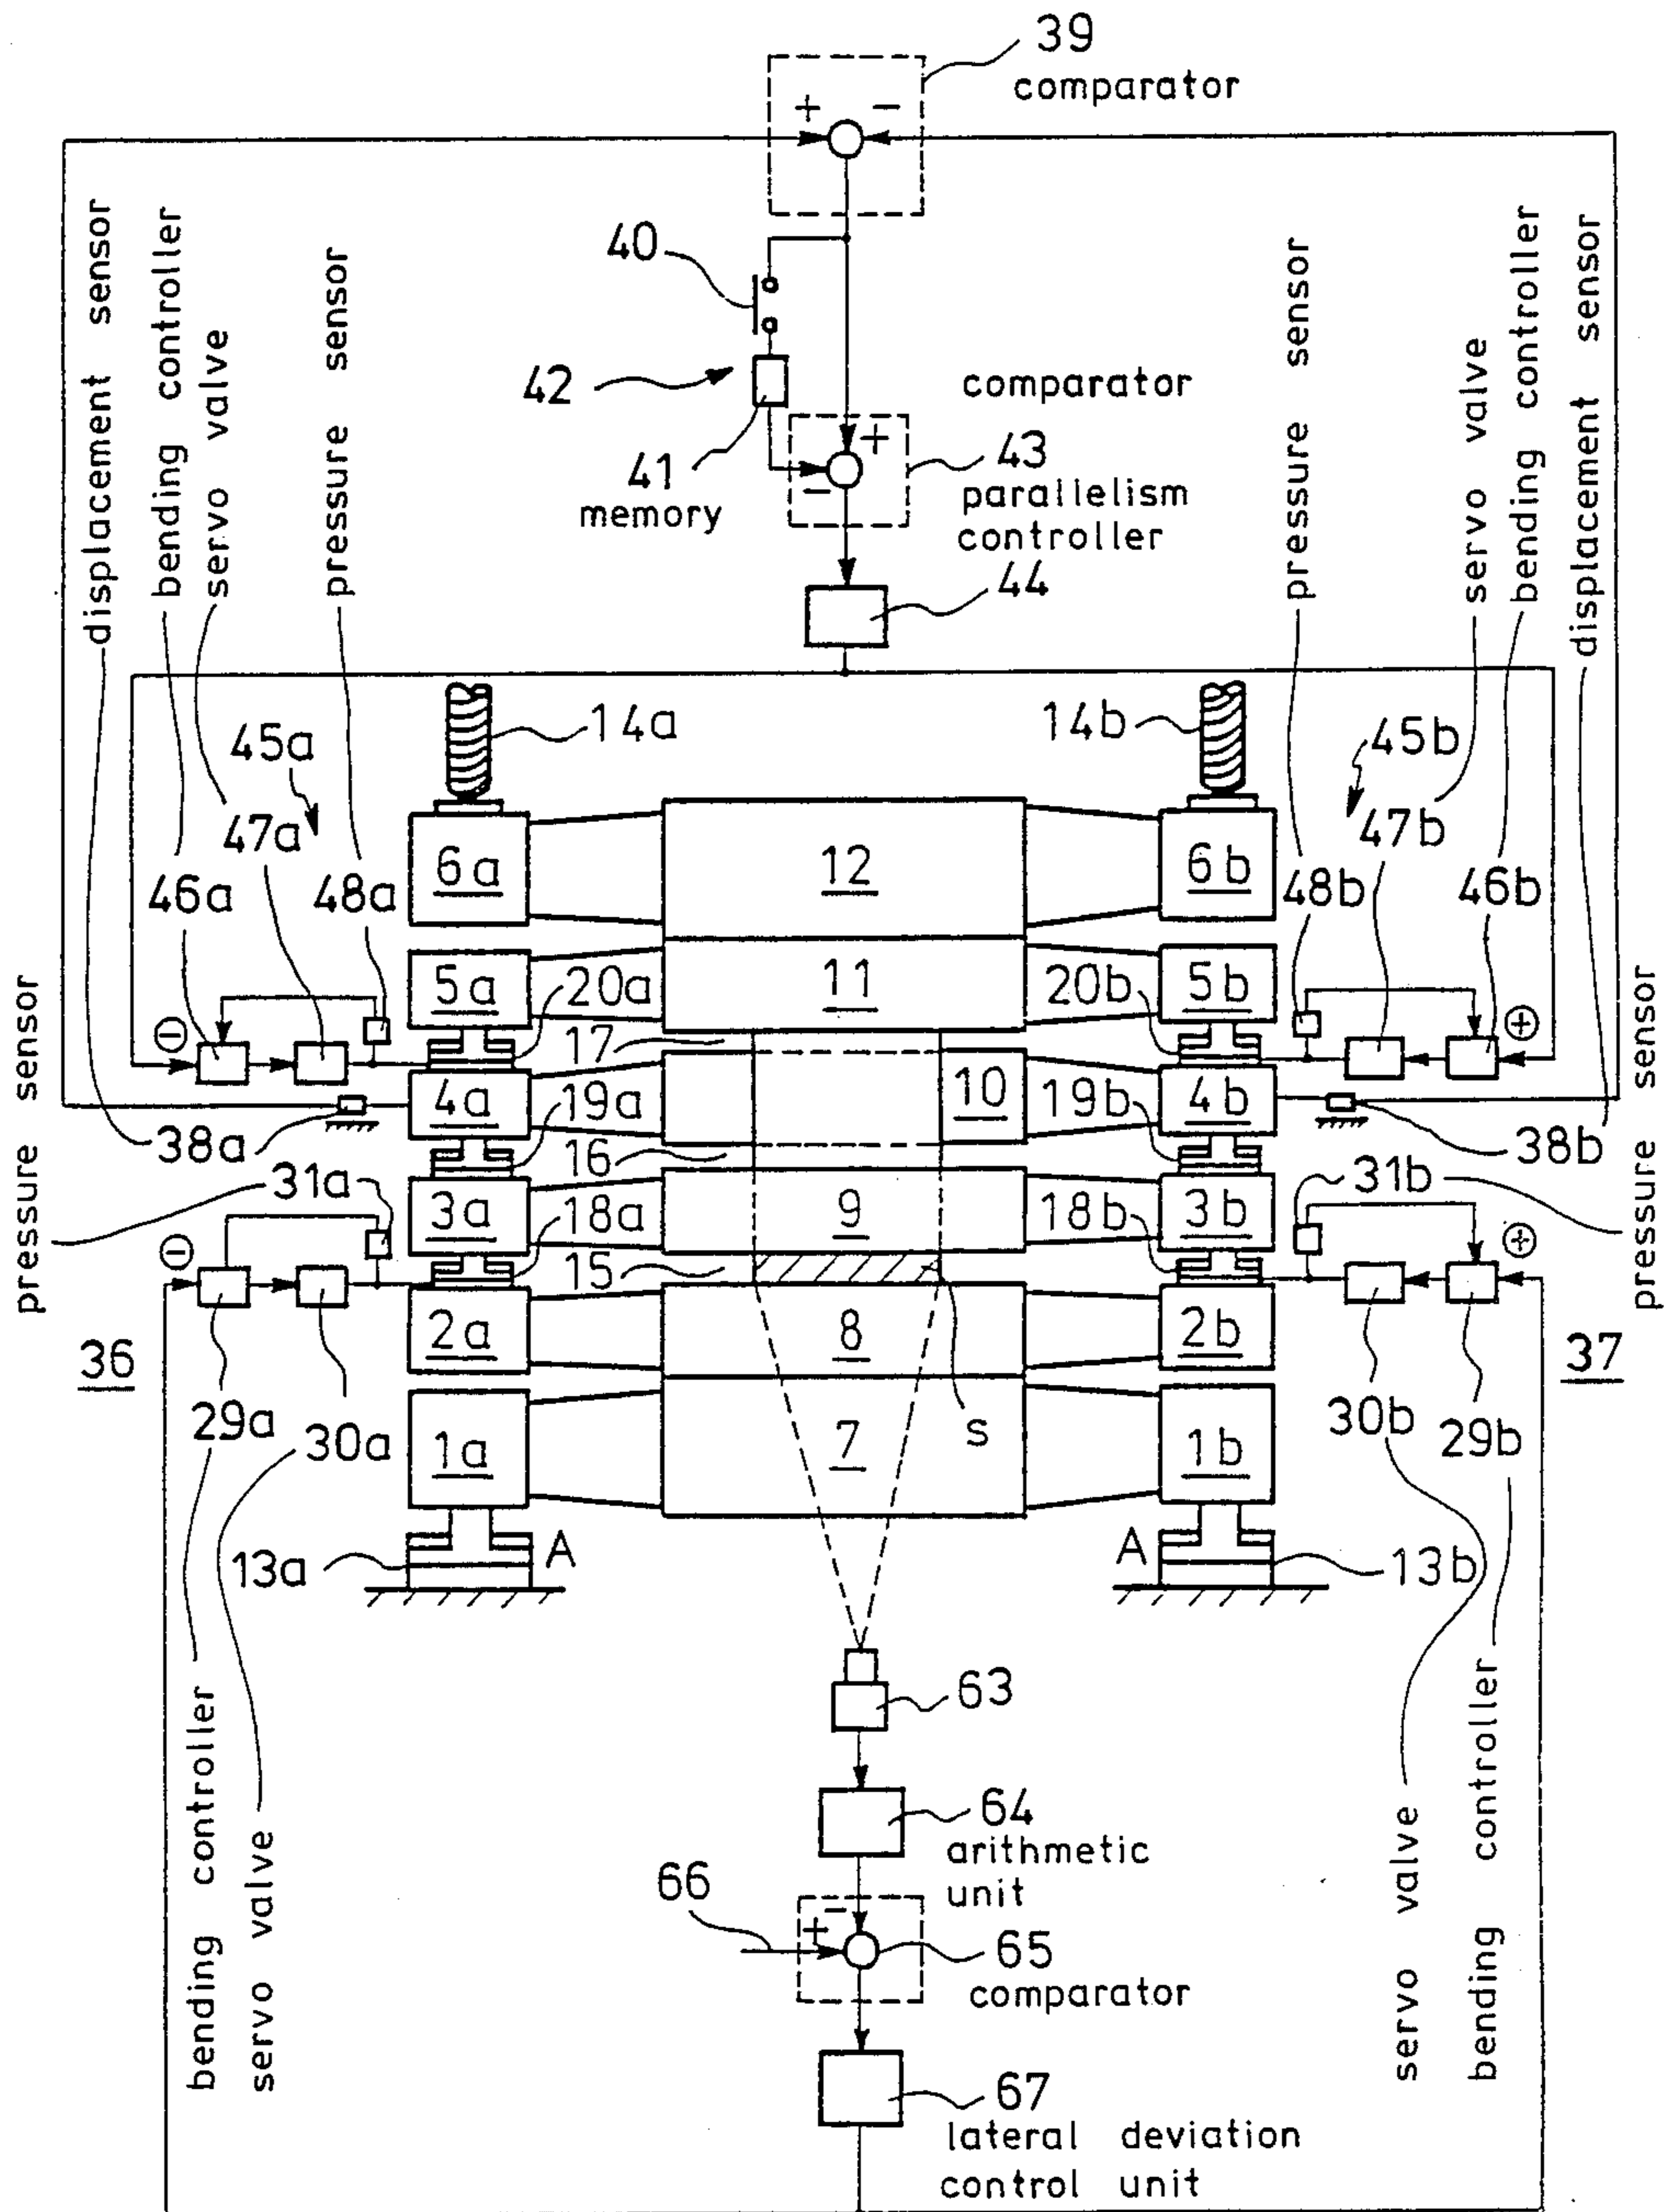 39
comparator
+ −
displacement sensor
bending controller
servo valve
pressure sensor
40
42
41
memory
comparator
+
−
43
parallelism
controller
44
pressure sensor
servo valve
bending controller
displacement sensor
14a
14b
45a
45b
47a
47b
46a
48a
48b
46b
6a
12
6b
5a
20a
11
20b
5b
⊖
17
⊕
4a
19a
10
19b
4b
38a
16
38b
pressure sensor
pressure sensor
31a
31b
3a
18a
9
18b
3b
⊖
15
⊕
2a
8
2b
36
37
29a
30a
1a
7
s
1b
30b
29b
13a
A
A
13b
63
bending controller
servo valve
servo valve
bending controller
64
arithmetic
unit
66
+ −
65
comparator
67
lateral deviation
control unit